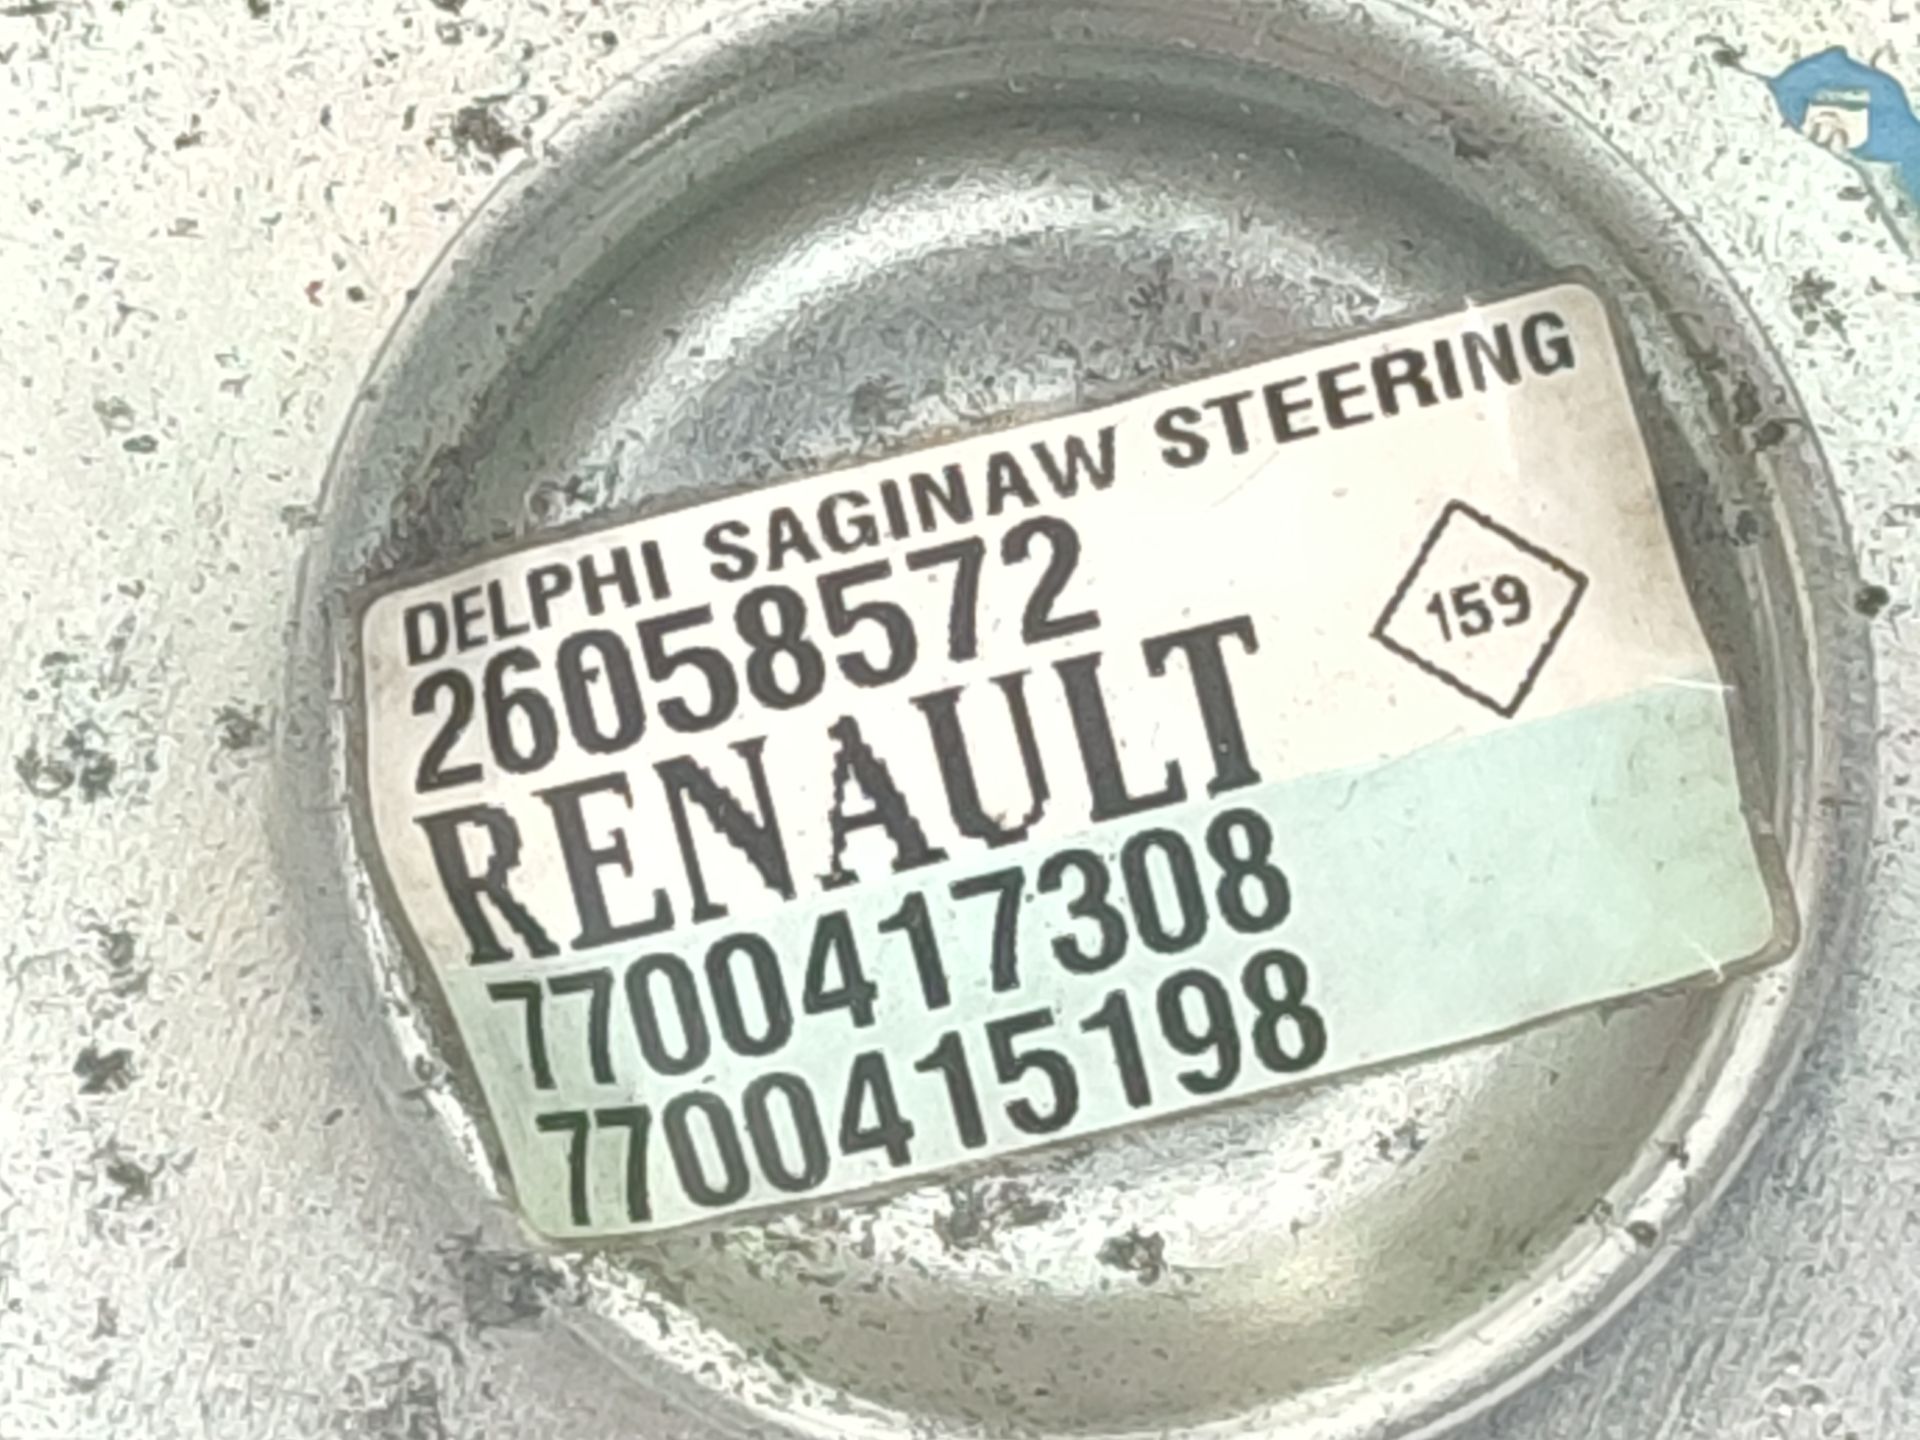 DELPHI SAGINAW STEERING
26058572
159
RENAULT
7700417308
7700415198